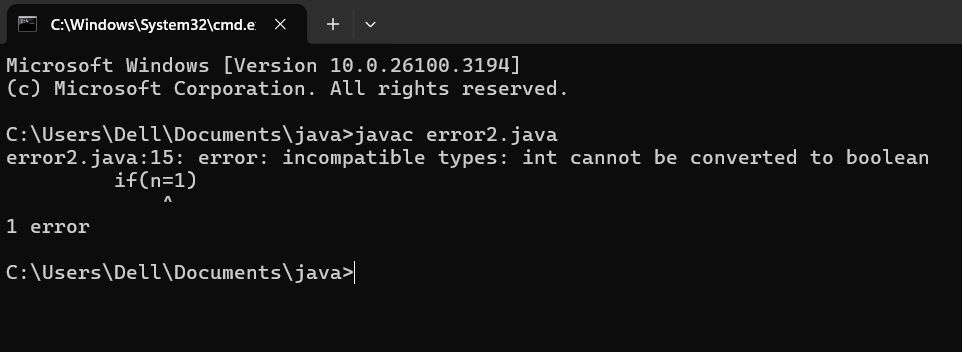 C:\Windows\System32\cmd.e
Microsoft Windows [Version 10.0.26100.3194]
(c) Microsoft Corporation. All rights reserved.
C:\Users\Dell\Documents\java>javac error2.java
error2.java:15: error: incompatible types: int cannot be converted to boolean
        if(n=1)
            ^
1 error
C:\Users\Dell\Documents\java>